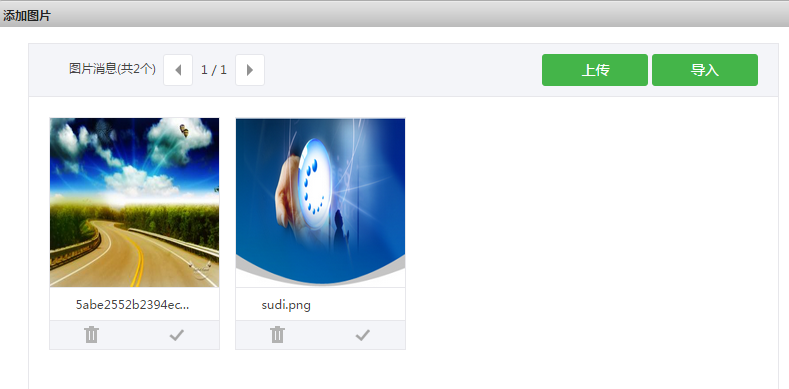 添加图片
图片消息(共2个) 1 / 1 上传 导入
5abe2552b2394ec... sudi.png